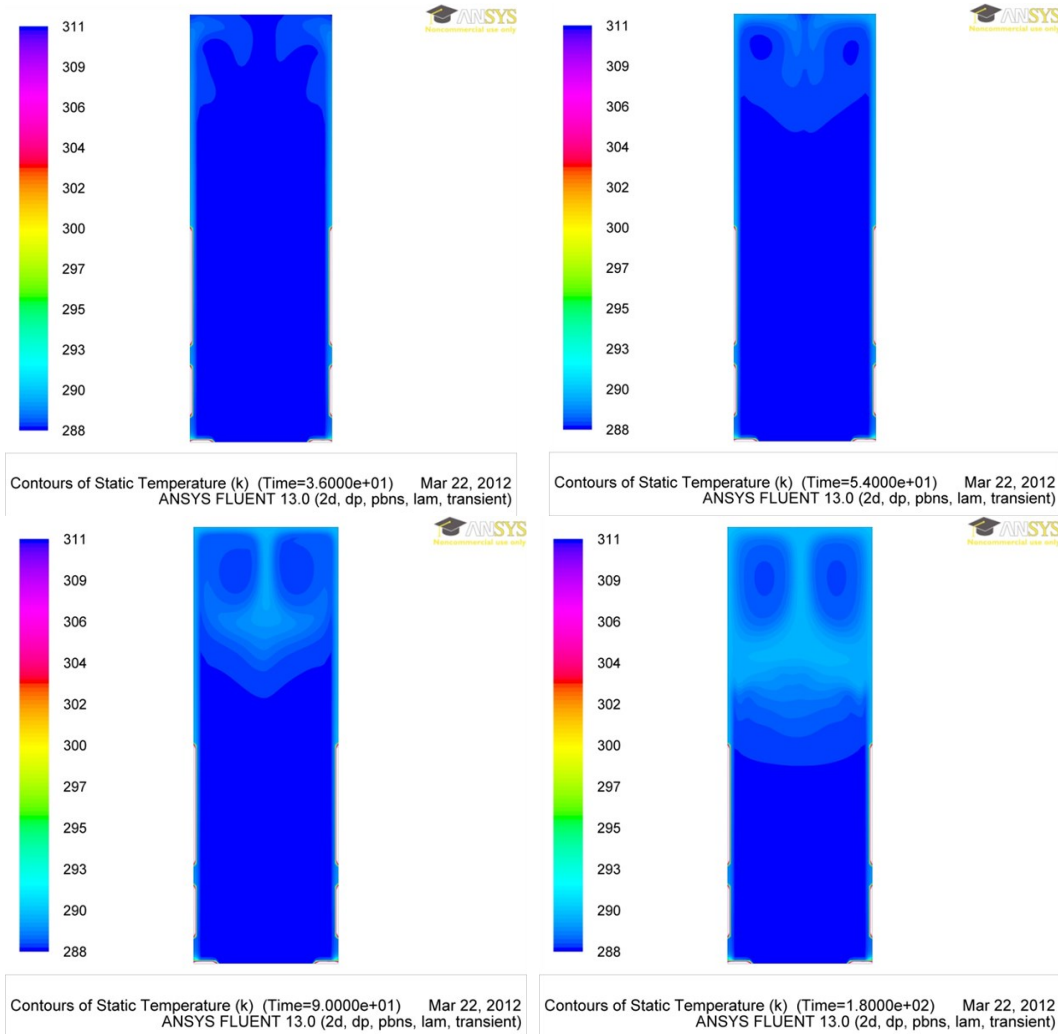 ANSYS
Noncommercial use only
311
309
306
304
302
300
297
295
293
290
288
Contours of Static Temperature (k) (Time=3.6000e+01) Mar 22, 2012
ANSYS FLUENT 13.0 (2d, dp, pbns, lam, transient)
ANSYS
Noncommercial use only
311
309
306
304
302
300
297
295
293
290
288
Contours of Static Temperature (k) (Time=5.4000e+01) Mar 22, 2012
ANSYS FLUENT 13.0 (2d, dp, pbns, lam, transient)
ANSYS
Noncommercial use only
311
309
306
304
302
300
297
295
293
290
288
Contours of Static Temperature (k) (Time=9.0000e+01) Mar 22, 2012
ANSYS FLUENT 13.0 (2d, dp, pbns, lam, transient)
ANSYS
Noncommercial use only
311
309
306
304
302
300
297
295
293
290
288
Contours of Static Temperature (k) (Time=1.8000e+02) Mar 22, 2012
ANSYS FLUENT 13.0 (2d, dp, pbns, lam, transient)